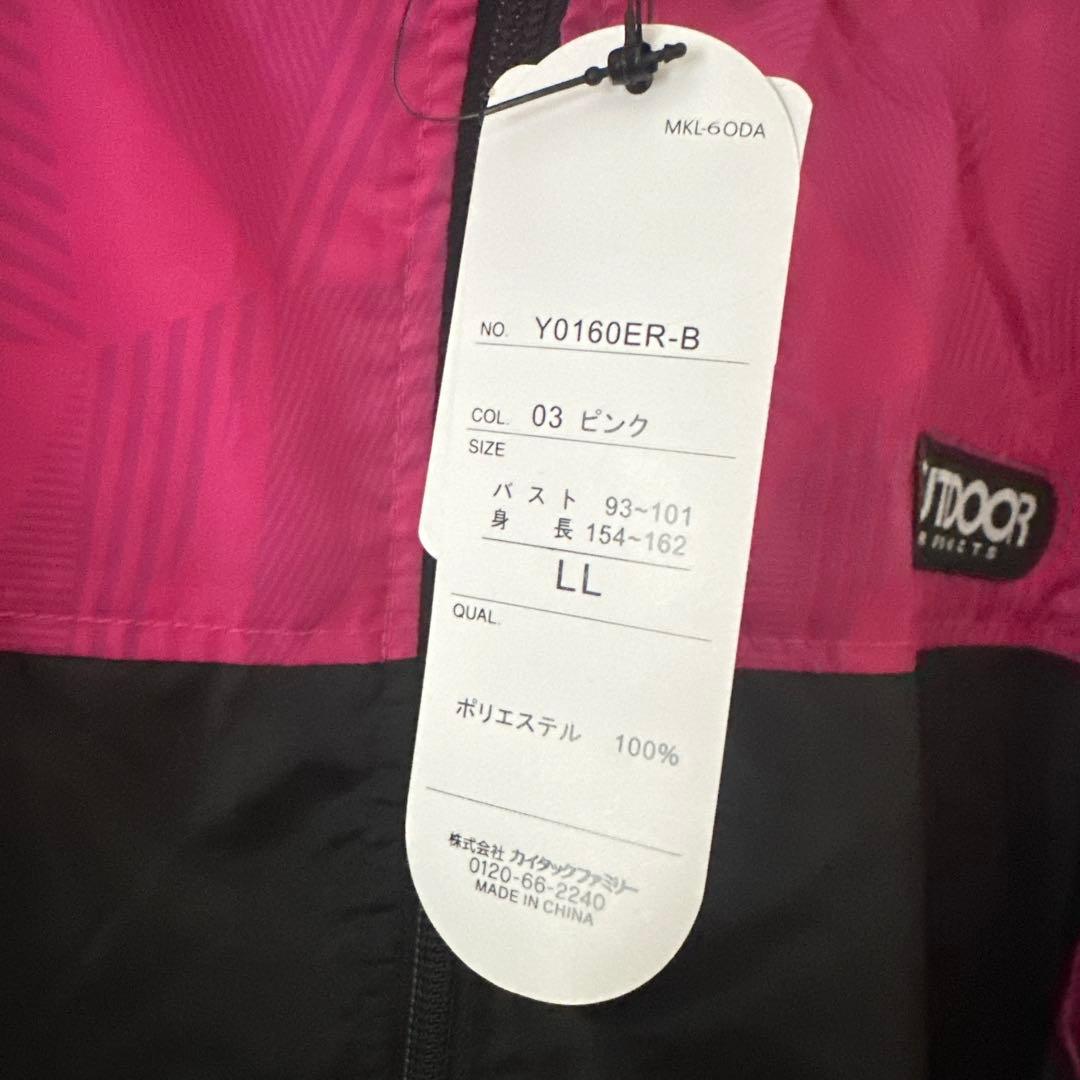 MKL-60DA
NO. Y0160ER-B
COL. 03 ピンク
SIZE
バスト 93~101
身 長 154~162
LL
QUAL.
ポリエステル 100%
株式会社 カイタックファミリー
0120-66-2240
MADE IN CHINA
UTDOOR